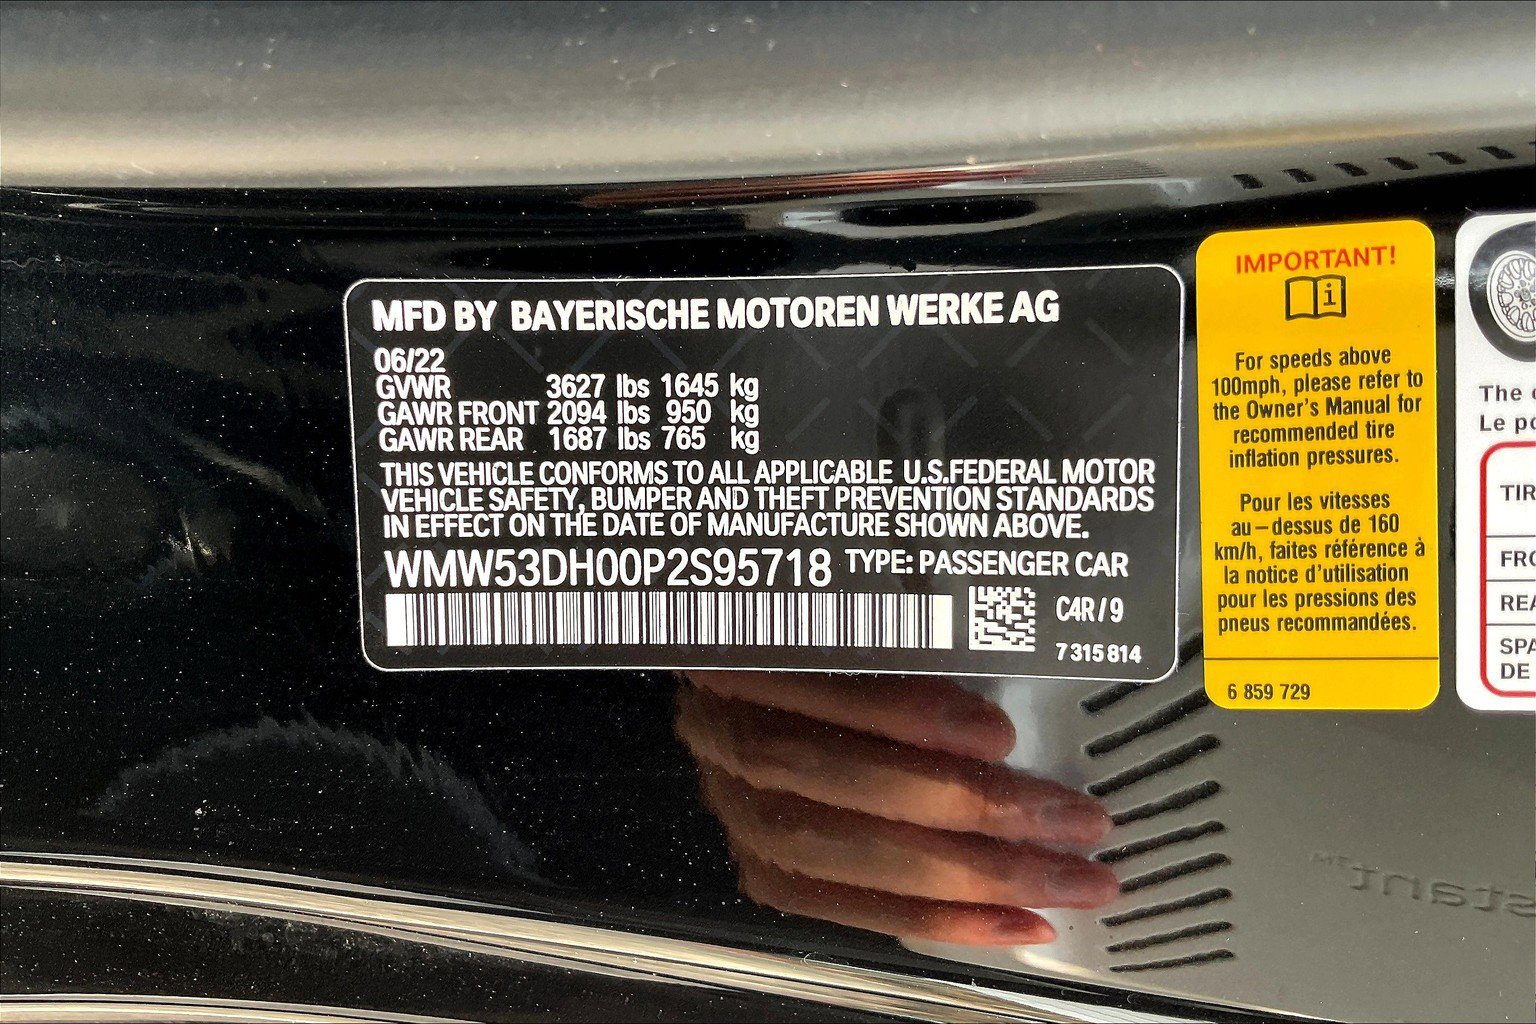 MFD BY BAYERISCHE MOTOREN WERKE AG
06/22
GVWR 3627 lbs 1645 kg
GAWR FRONT 2094 lbs 950 kg
GAWR REAR 1687 lbs 765 kg
THIS VEHICLE CONFORMS TO ALL APPLICABLE U.S.FEDERAL MOTOR
VEHICLE SAFETY, BUMPER AND THEFT PREVENTION STANDARDS
IN EFFECT ON THE DATE OF MANUFACTURE SHOWN ABOVE.
WMW53DH00P2S95718 TYPE: PASSENGER CAR
C4R/9
7 315 814
IMPORTANT!
i
For speeds above
100mph, please refer to
the Owner's Manual for
recommended tire
inflation pressures.
Pour les vitesses
au–dessus de 160
km/h, faites référence à
la notice d'utilisation
pour les pressions des
pneus recommandées.
6 859 729
The
Le
DE